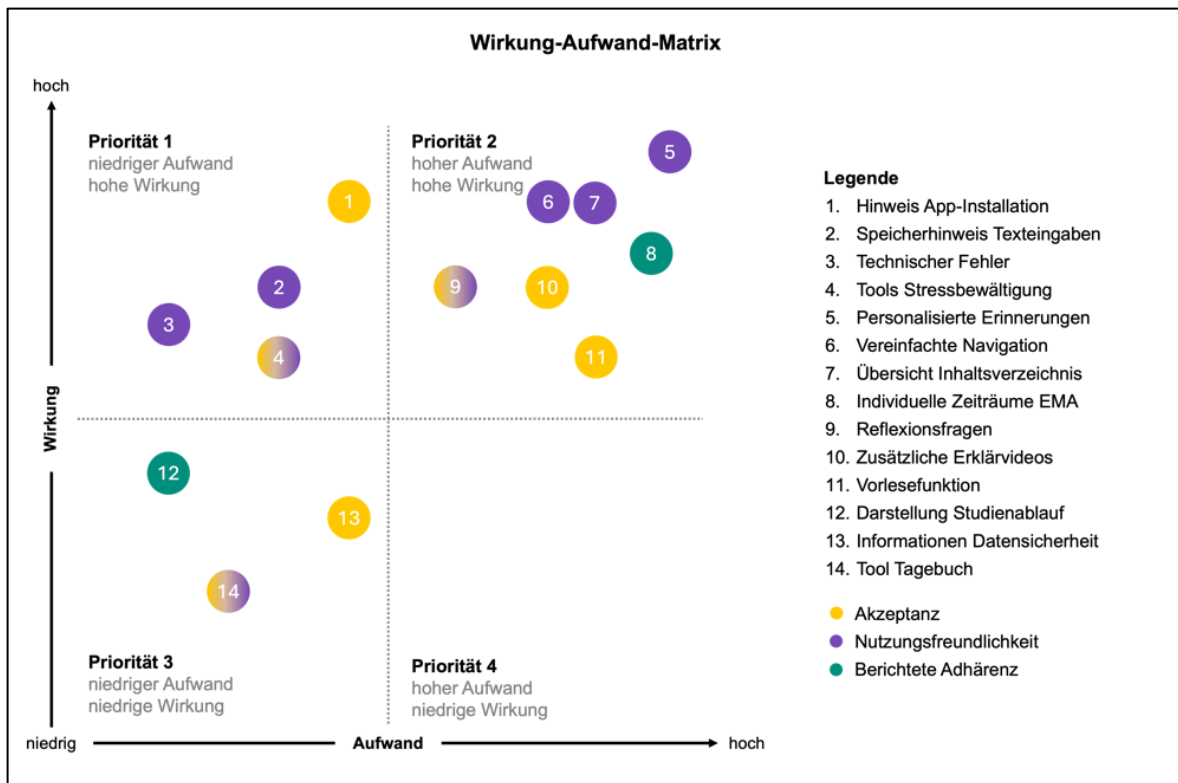 Wirkung-Aufwand-Matrix
hoch
Priorität 1
niedriger Aufwand
hohe Wirkung
Priorität 2
hoher Aufwand
hohe Wirkung
5
1
6
7
8
2
9
10
3
4
11
Wirkung
12
13
14
Priorität 3
niedriger Aufwand
niedrige Wirkung
Priorität 4
hoher Aufwand
niedrige Wirkung
niedrig
Aufwand
hoch
Legende
1. Hinweis App-Installation
2. Speicherhinweis Texteingaben
3. Technischer Fehler
4. Tools Stressbewältigung
5. Personalisierte Erinnerungen
6. Vereinfachte Navigation
7. Übersicht Inhaltsverzeichnis
8. Individuelle Zeiträume EMA
9. Reflexionsfragen
10. Zusätzliche Erklärvideos
11. Vorlesefunktion
12. Darstellung Studienablauf
13. Informationen Datensicherheit
14. Tool Tagebuch
Akzeptanz
Nutzungsfreundlichkeit
Berichtete Adhärenz